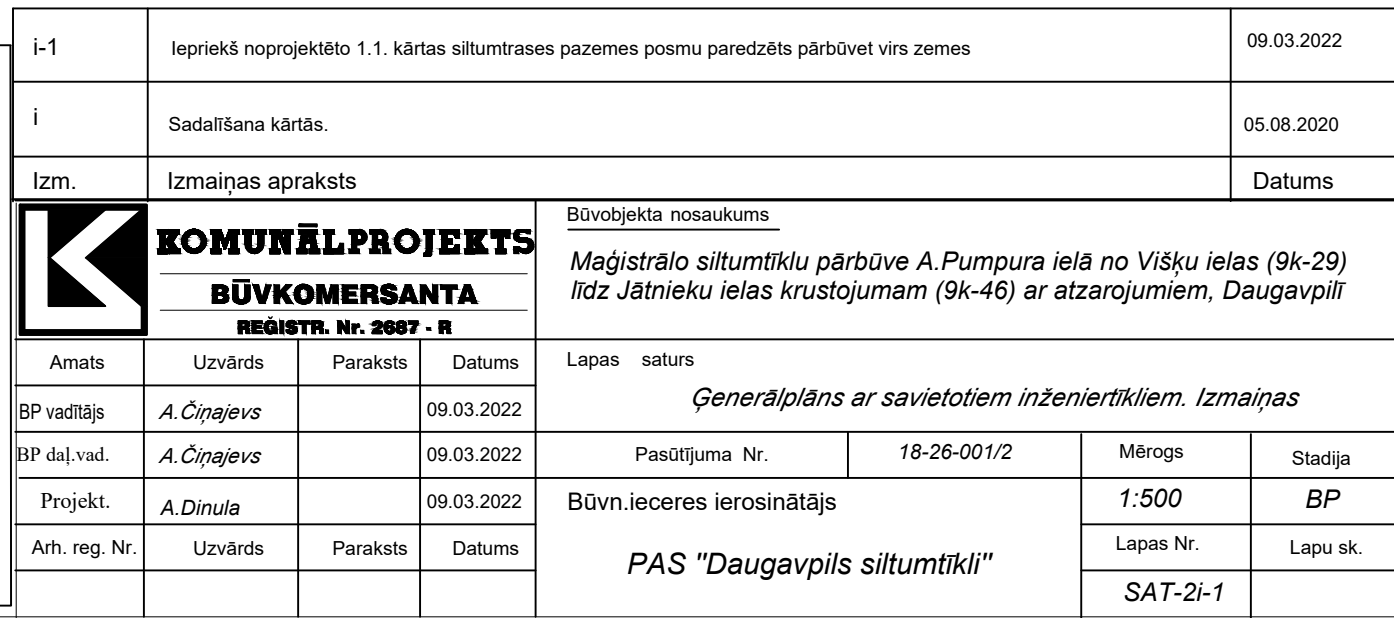 i-1 Iepriekš noprojektēto 1.1. kārtas siltumtrases pazemes posmu paredzēts pārbūvet virs zemes 09.03.2022
i Sadalīšana kārtās. 05.08.2020
Izm. Izmaiņas apraksts Datums
KOMUNĀLPROJEKTS
BŪVKOMERSANTA
REĢISTR. Nr. 2687 - R
Būvobjekta nosaukums
Maģistrālo siltumtīklu pārbūve A.Pumpura ielā no Višķu ielas (9k-29)
līdz Jātnieku ielas krustojumam (9k-46) ar atzarojumiem, Daugavpilī
Amats Uzvārds Paraksts Datums
BP vadītājs A.Čiņajevs 09.03.2022
BP daļ.vad. A.Čiņajevs 09.03.2022
Projekt. A.Dinula 09.03.2022
Arh. reg. Nr. Uzvārds Paraksts Datums
Lapas saturs
Ģenerālplāns ar savietotiem inženiertīkliem. Izmaiņas
Pasūtījuma Nr. 18-26-001/2 Mērogs Stadija
Būvn.ieceres ierosinātājs 1:500 BP
PAS "Daugavpils siltumtīkli" Lapas Nr. Lapu sk.
SAT-2i-1